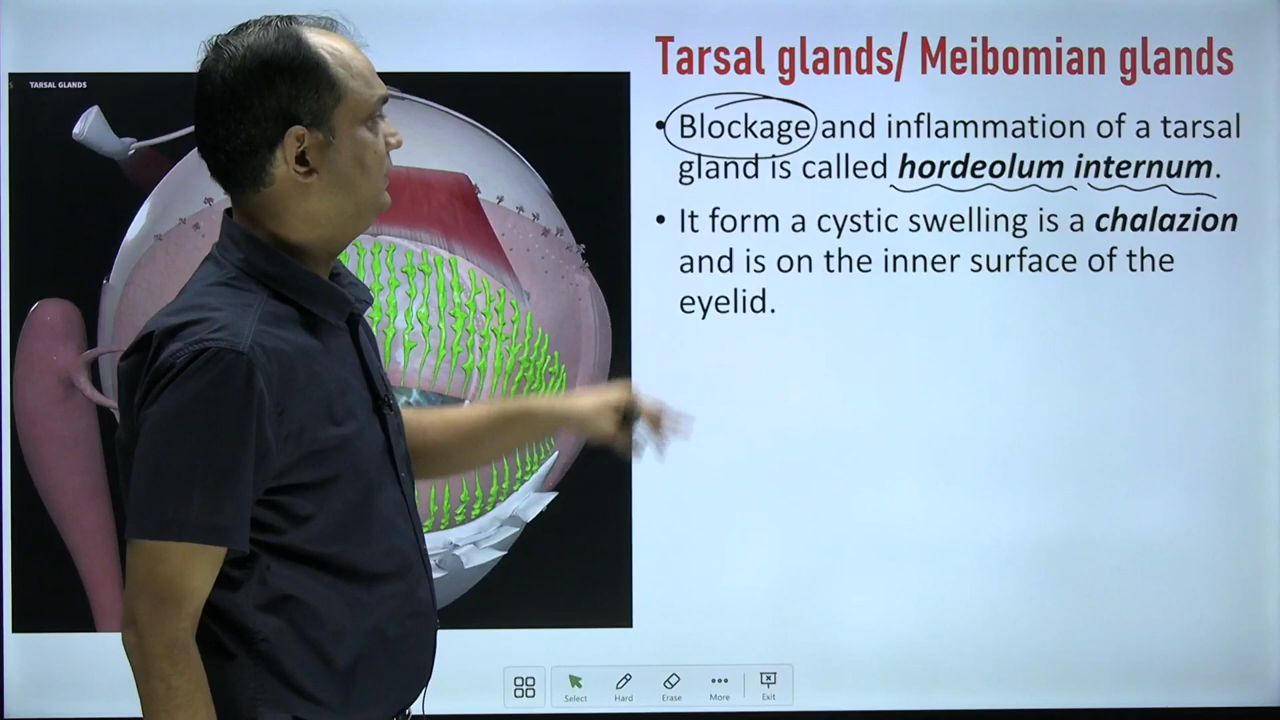 TARSAL GLANDS
Tarsal glands/ Meibomian glands
• Blockage and inflammation of a tarsal
gland is called hordeolum internum.
• It form a cystic swelling is a chalazion
and is on the inner surface of the
eyelid.
Select
Hard
Erase
More
Exit